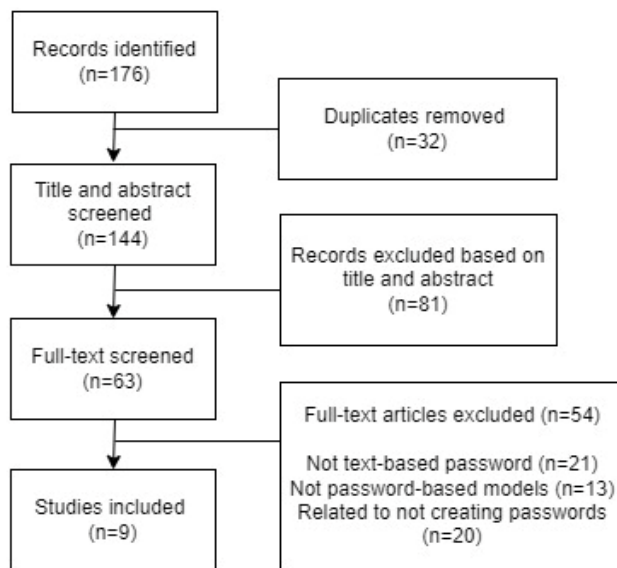 Records identified
(n=176)
Duplicates removed
(n=32)
Title and abstract
screened
(n=144)
Records excluded based on
title and abstract
(n=81)
Full-text screened
(n=63)
Full-text articles excluded (n=54)
Not text-based password (n=21)
Not password-based models (n=13)
Related to not creating passwords
(n=20)
Studies included
(n=9)